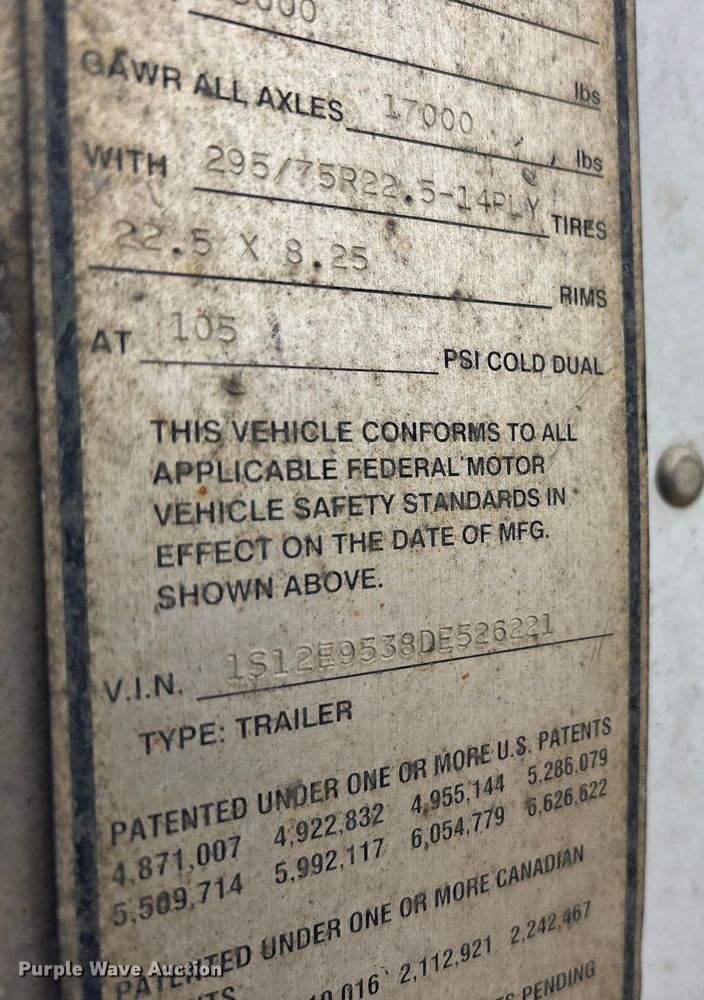 000
lbs
GAWR ALL AXLES 17000 lbs
WITH 295/75R22.5-14PLY TIRES
22.5 X 8.25 RIMS
AT 105 PSI COLD DUAL
THIS VEHICLE CONFORMS TO ALL
APPLICABLE FEDERAL MOTOR
VEHICLE SAFETY STANDARDS IN
EFFECT ON THE DATE OF MFG.
SHOWN ABOVE.
V.I.N. 1S12E9538DE526221
TYPE: TRAILER
PATENTED UNDER ONE OR MORE U.S. PATENTS
4,871,007 4,922,832 4,955,144 5,286,079
5,509,714 5,992,117 6,054,779 6,626,622
PATENTED UNDER ONE OR MORE CANADIAN
2,112,921 2,242,467
PENDING
Purple Wave Auction